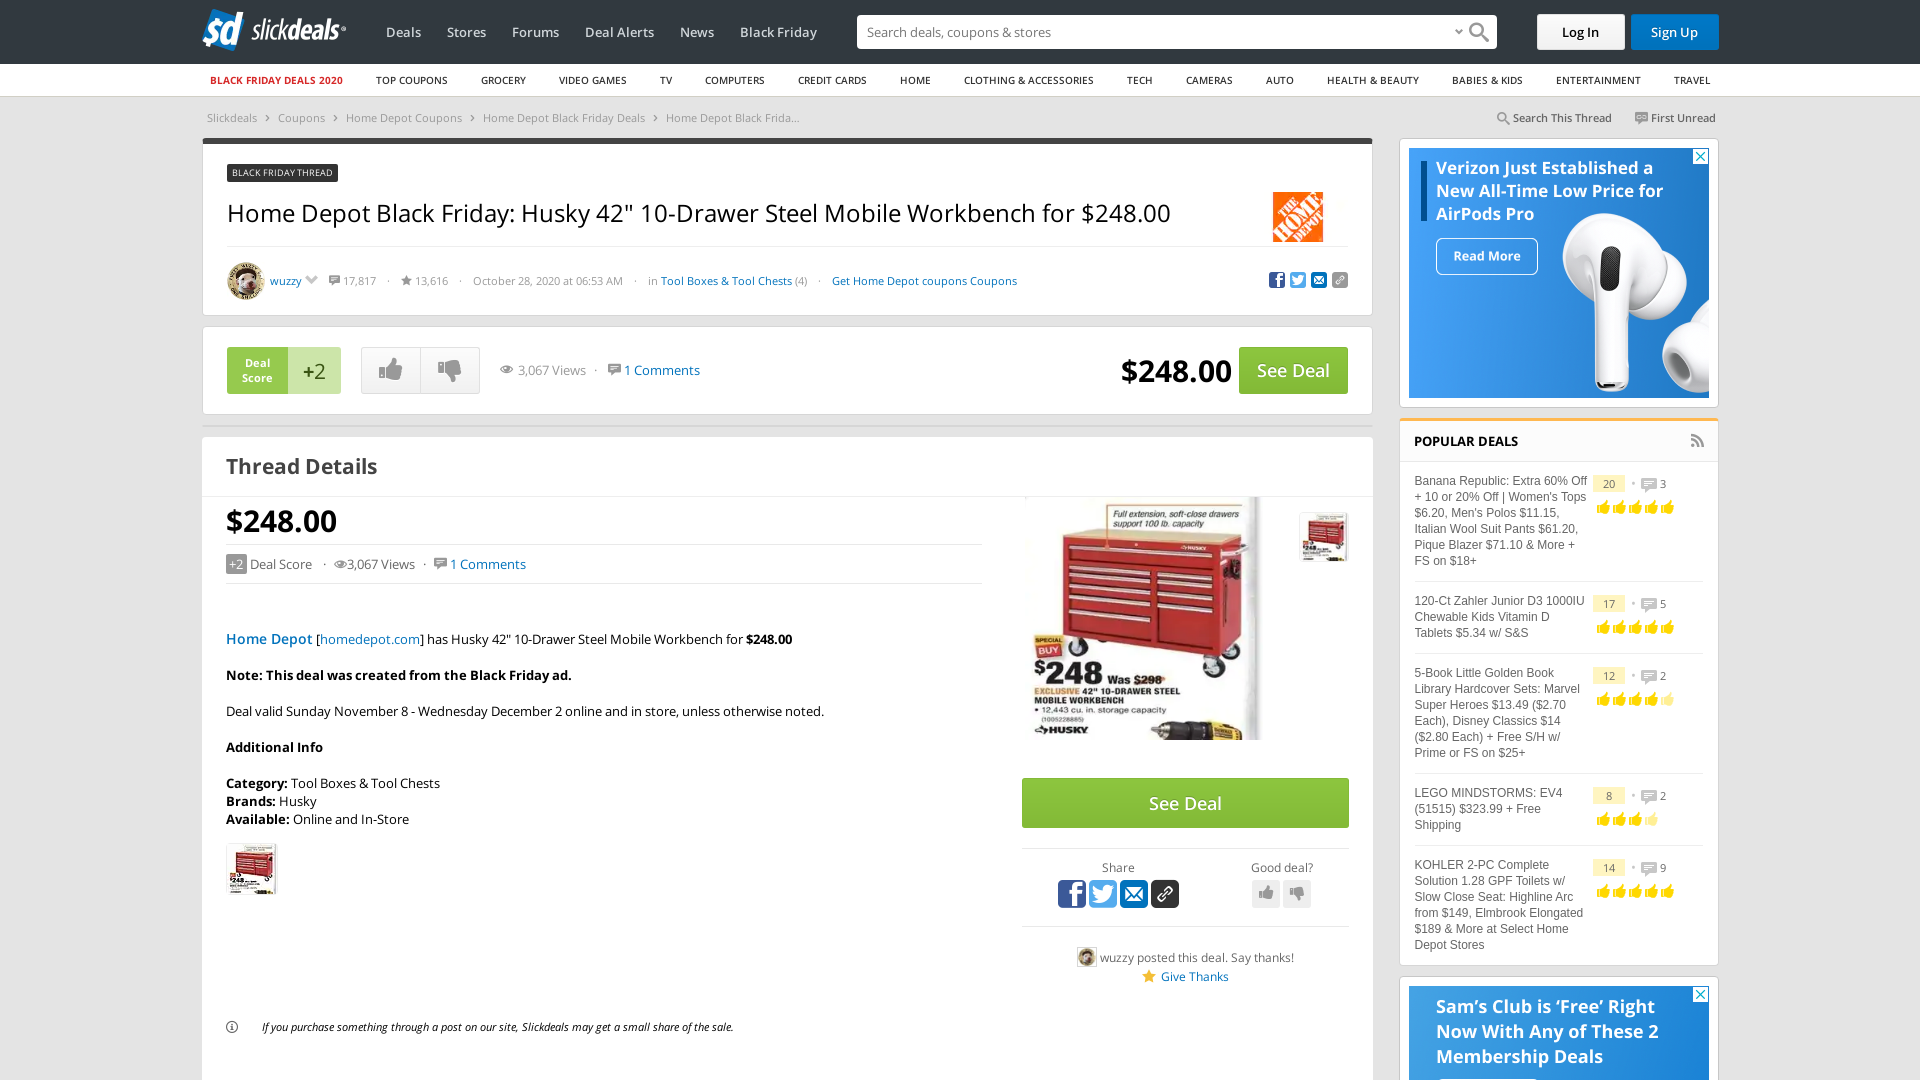 slickdeals
Deals
Stores
Forums
Deal Alerts
News
Black Friday
Search deals, coupons & stores
Log In
Sign Up
BLACK FRIDAY DEALS 2020
TOP COUPONS
GROCERY
VIDEO GAMES
TV
COMPUTERS
CREDIT CARDS
HOME
CLOTHING & ACCESSORIES
TECH
CAMERAS
AUTO
HEALTH & BEAUTY
BABIES & KIDS
ENTERTAINMENT
TRAVEL
Slickdeals › Coupons › Home Depot Coupons › Home Depot Black Friday Deals › Home Depot Black Frida...
Search This Thread
First Unread
BLACK FRIDAY THREAD
Home Depot Black Friday: Husky 42" 10-Drawer Steel Mobile Workbench for $248.00
THE HOME DEPOT
wuzzy 17,817 · 13,616 · October 28, 2020 at 06:53 AM · in Tool Boxes & Tool Chests (4) · Get Home Depot coupons Coupons
Deal
Score
+2
3,067 Views · 1 Comments
$248.00
See Deal
Thread Details
$248.00
+2 Deal Score · 3,067 Views · 1 Comments
Home Depot [homedepot.com] has Husky 42" 10-Drawer Steel Mobile Workbench for $248.00
Note: This deal was created from the Black Friday ad.
Deal valid Sunday November 8 - Wednesday December 2 online and in store, unless otherwise noted.
Additional Info
Category: Tool Boxes & Tool Chests
Brands: Husky
Available: Online and In-Store
If you purchase something through a post on our site, Slickdeals may get a small share of the sale.
Full extension, soft-close drawers
support 100 lb. capacity
HUSKY
SPECIAL
BUY
$248 Was $298
EXCLUSIVE 42" 10-DRAWER STEEL
MOBILE WORKBENCH
• 12,443 cu. in. storage capacity
(1005228885)
HUSKY
See Deal
Share
Good deal?
wuzzy posted this deal. Say thanks!
Give Thanks
Verizon Just Established a
New All-Time Low Price for
AirPods Pro
Read More
POPULAR DEALS
Banana Republic: Extra 60% Off
+ 10 or 20% Off | Women's Tops
$6.20, Men's Polos $11.15,
Italian Wool Suit Pants $61.20,
Pique Blazer $71.10 & More +
FS on $18+
20 • 3
120-Ct Zahler Junior D3 1000IU
Chewable Kids Vitamin D
Tablets $5.34 w/ S&S
17 • 5
5-Book Little Golden Book
Library Hardcover Sets: Marvel
Super Heroes $13.49 ($2.70
Each), Disney Classics $14
($2.80 Each) + Free S/H w/
Prime or FS on $25+
12 • 2
LEGO MINDSTORMS: EV4
(51515) $323.99 + Free
Shipping
8 • 2
KOHLER 2-PC Complete
Solution 1.28 GPF Toilets w/
Slow Close Seat: Highline Arc
from $149, Elmbrook Elongated
$189 & More at Select Home
Depot Stores
14 • 9
Sam's Club is 'Free' Right
Now With Any of These 2
Membership Deals